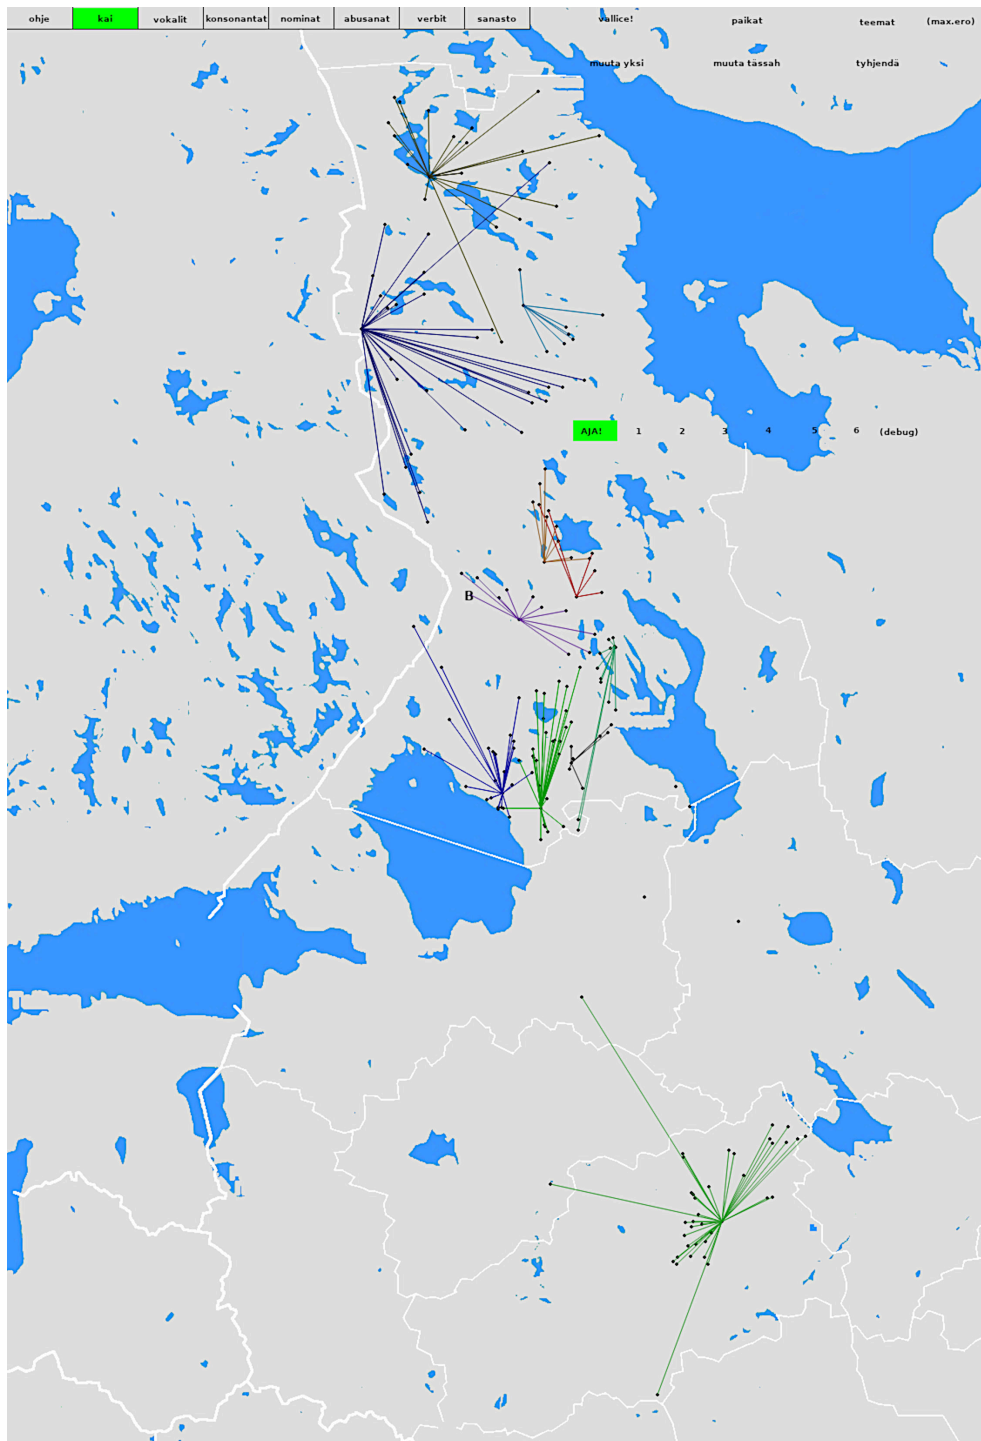 ohje kai vokalit konsonantat nominat abusanat verbit sanasto vallice! paikat teemat (max.ero)
muuta yksi muuta tässäh tyhjendä
AJA! 1 2 3 4 5 6 (debug)
B